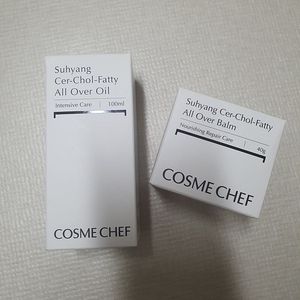 Suhyang
Cer-Chol-Fatty
All Over Oil
Intensive Care | 100ml
COSME CHEF
Suhyang Cer-Chol-Fatty
All Over Balm
Nourishing Repair Care | 40g
COSME CHEF